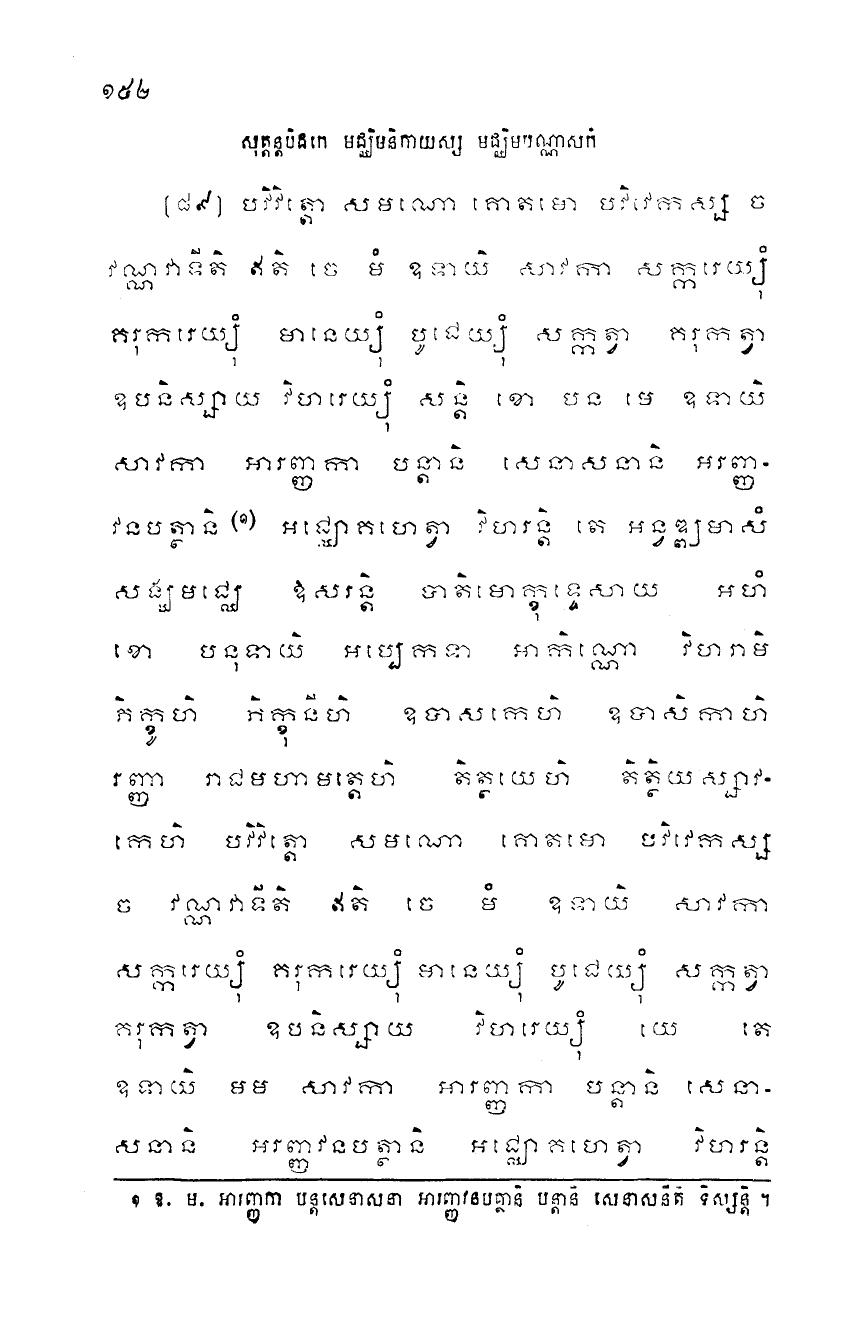 ១៥២
សុត្តន្តបិដកេ មជ្ឈិមនិកាយស្ស មជ្ឈិមបណ្ណាសកំ
[៨៩] បវិវិត្តោ សមណោ គោតមោ បវិវេកស្ស ច
វណ្ណវាទីតិ ឥតិ ចេ មំ ឧទាយិ សាវកា សក្ករេយ្យុំ
គរុករេយ្យុំ មានេយ្យុំ បូជេយ្យុំ សក្កត្វា គរុកត្វា
ឧបនិស្សាយ វិហរេយ្យុំ សន្តិ ខោ បន មេ ឧទាយិ
សាវកា អារញ្ញកា បន្តានិ សេនាសនានិ អរញ្ញ-
វនបត្ថានិ (១) អជ្ឈោគហេត្វា វិហរន្តិ តេ អន្វឌ្ឍមាសំ
សង្ឃមជ្ឈេ ឱសរន្តិ បាតិមោក្ខុទ្ទេសាយ អហំ
ខោ បនុទាយិ អប្បេកទា អាកិណ្ណោ វិហរាមិ
ភិក្ខូហិ ភិក្ខុនីហិ ឧបាសកេហិ ឧបាសិកាហិ
រញ្ញា រាជមហាមត្តេហិ តិត្ថិយេហិ តិត្ថិយស្សាវ-
កេហិ បវិវិត្តោ សមណោ គោតមោ បវិវេកស្ស
ច វណ្ណវាទីតិ ឥតិ ចេ មំ ឧទាយិ សាវកា
សក្ករេយ្យុំ គរុករេយ្យុំ មានេយ្យុំ បូជេយ្យុំ សក្កត្វា
គរុកត្វា ឧបនិស្សាយ វិហរេយ្យុំ យេ តេ
ឧទាយិ មម សាវកា អារញ្ញកា បន្តានិ សេនា-
សនានិ អរញ្ញវនបត្ថានិ អជ្ឈោគហេត្វា វិហរន្តិ
១ ឱ. ម. អារញ្ញកា បន្តសេនាសនា អារញ្ញវនបត្ថានិ បន្តានិ សេនាសនីតិ ទិស្សន្តិ ។